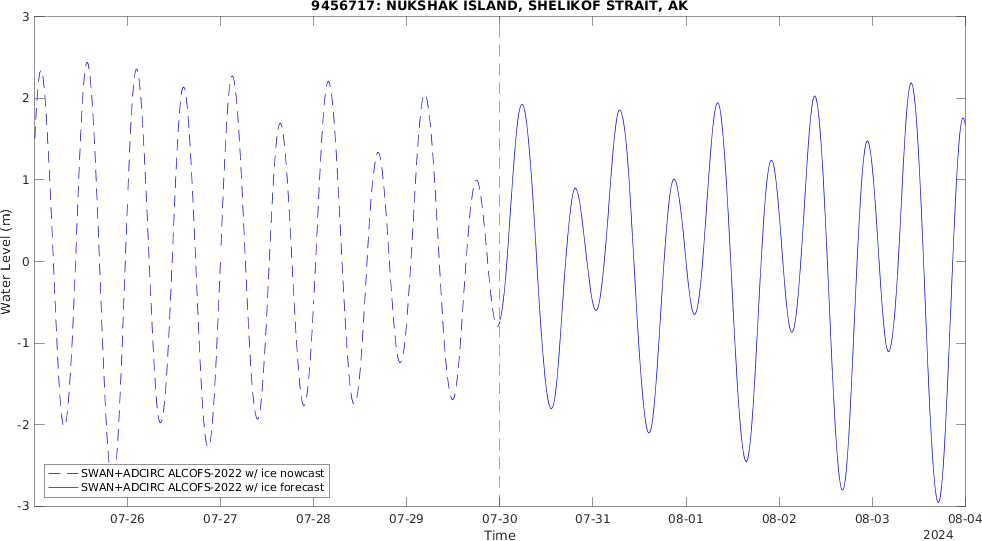 9456717: NUKSHAK ISLAND, SHELIKOF STRAIT, AK
3
2
1
0
-1
-2
-3
Water Level (m)
SWAN+ADCIRC ALCOFS-2022 w/ ice nowcast
SWAN+ADCIRC ALCOFS-2022 w/ ice forecast
07-26 07-27 07-28 07-29 07-30 07-31 08-01 08-02 08-03 08-04
Time
2024